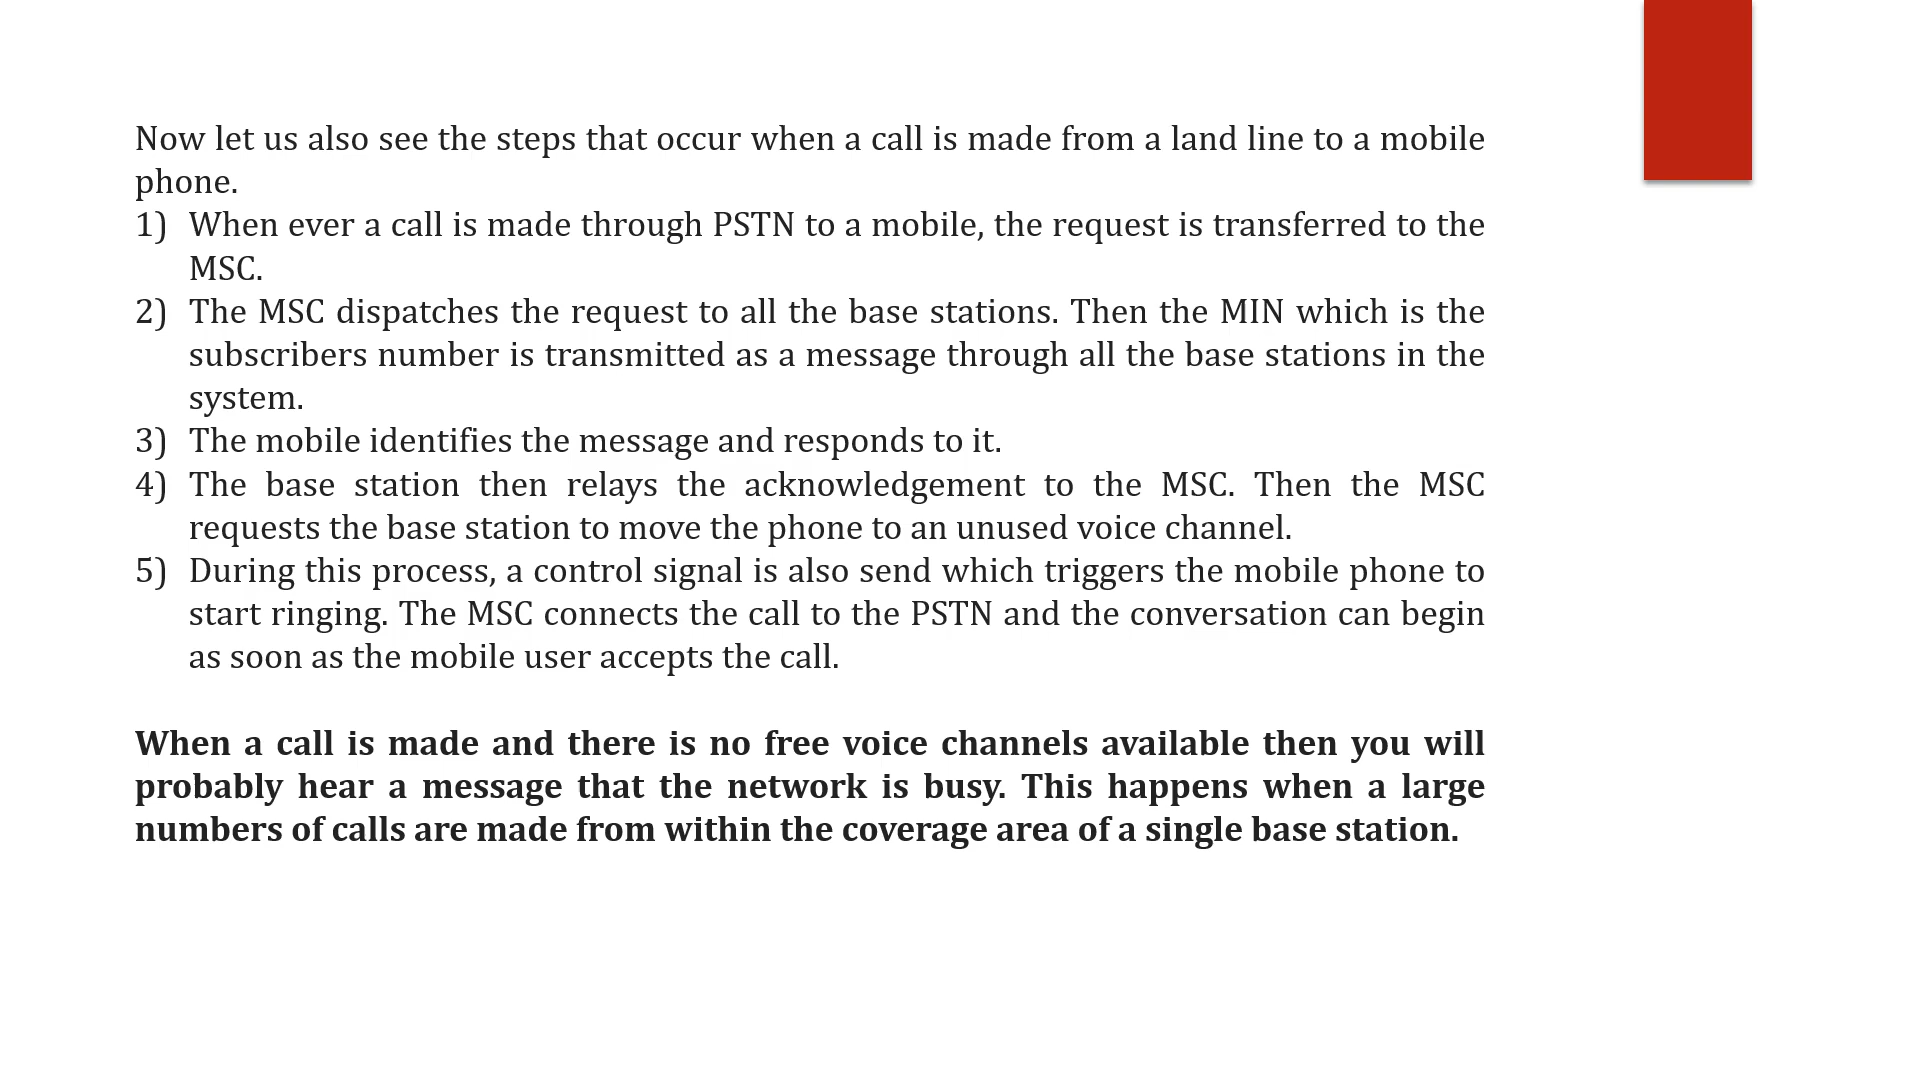 Now let us also see the steps that occur when a call is made from a land line to a mobile
phone.
1) When ever a call is made through PSTN to a mobile, the request is transferred to the
MSC.
2) The MSC dispatches the request to all the base stations. Then the MIN which is the
subscribers number is transmitted as a message through all the base stations in the
system.
3) The mobile identifies the message and responds to it.
4) The base station then relays the acknowledgement to the MSC. Then the MSC
requests the base station to move the phone to an unused voice channel.
5) During this process, a control signal is also send which triggers the mobile phone to
start ringing. The MSC connects the call to the PSTN and the conversation can begin
as soon as the mobile user accepts the call.
When a call is made and there is no free voice channels available then you will
probably hear a message that the network is busy. This happens when a large
numbers of calls are made from within the coverage area of a single base station.